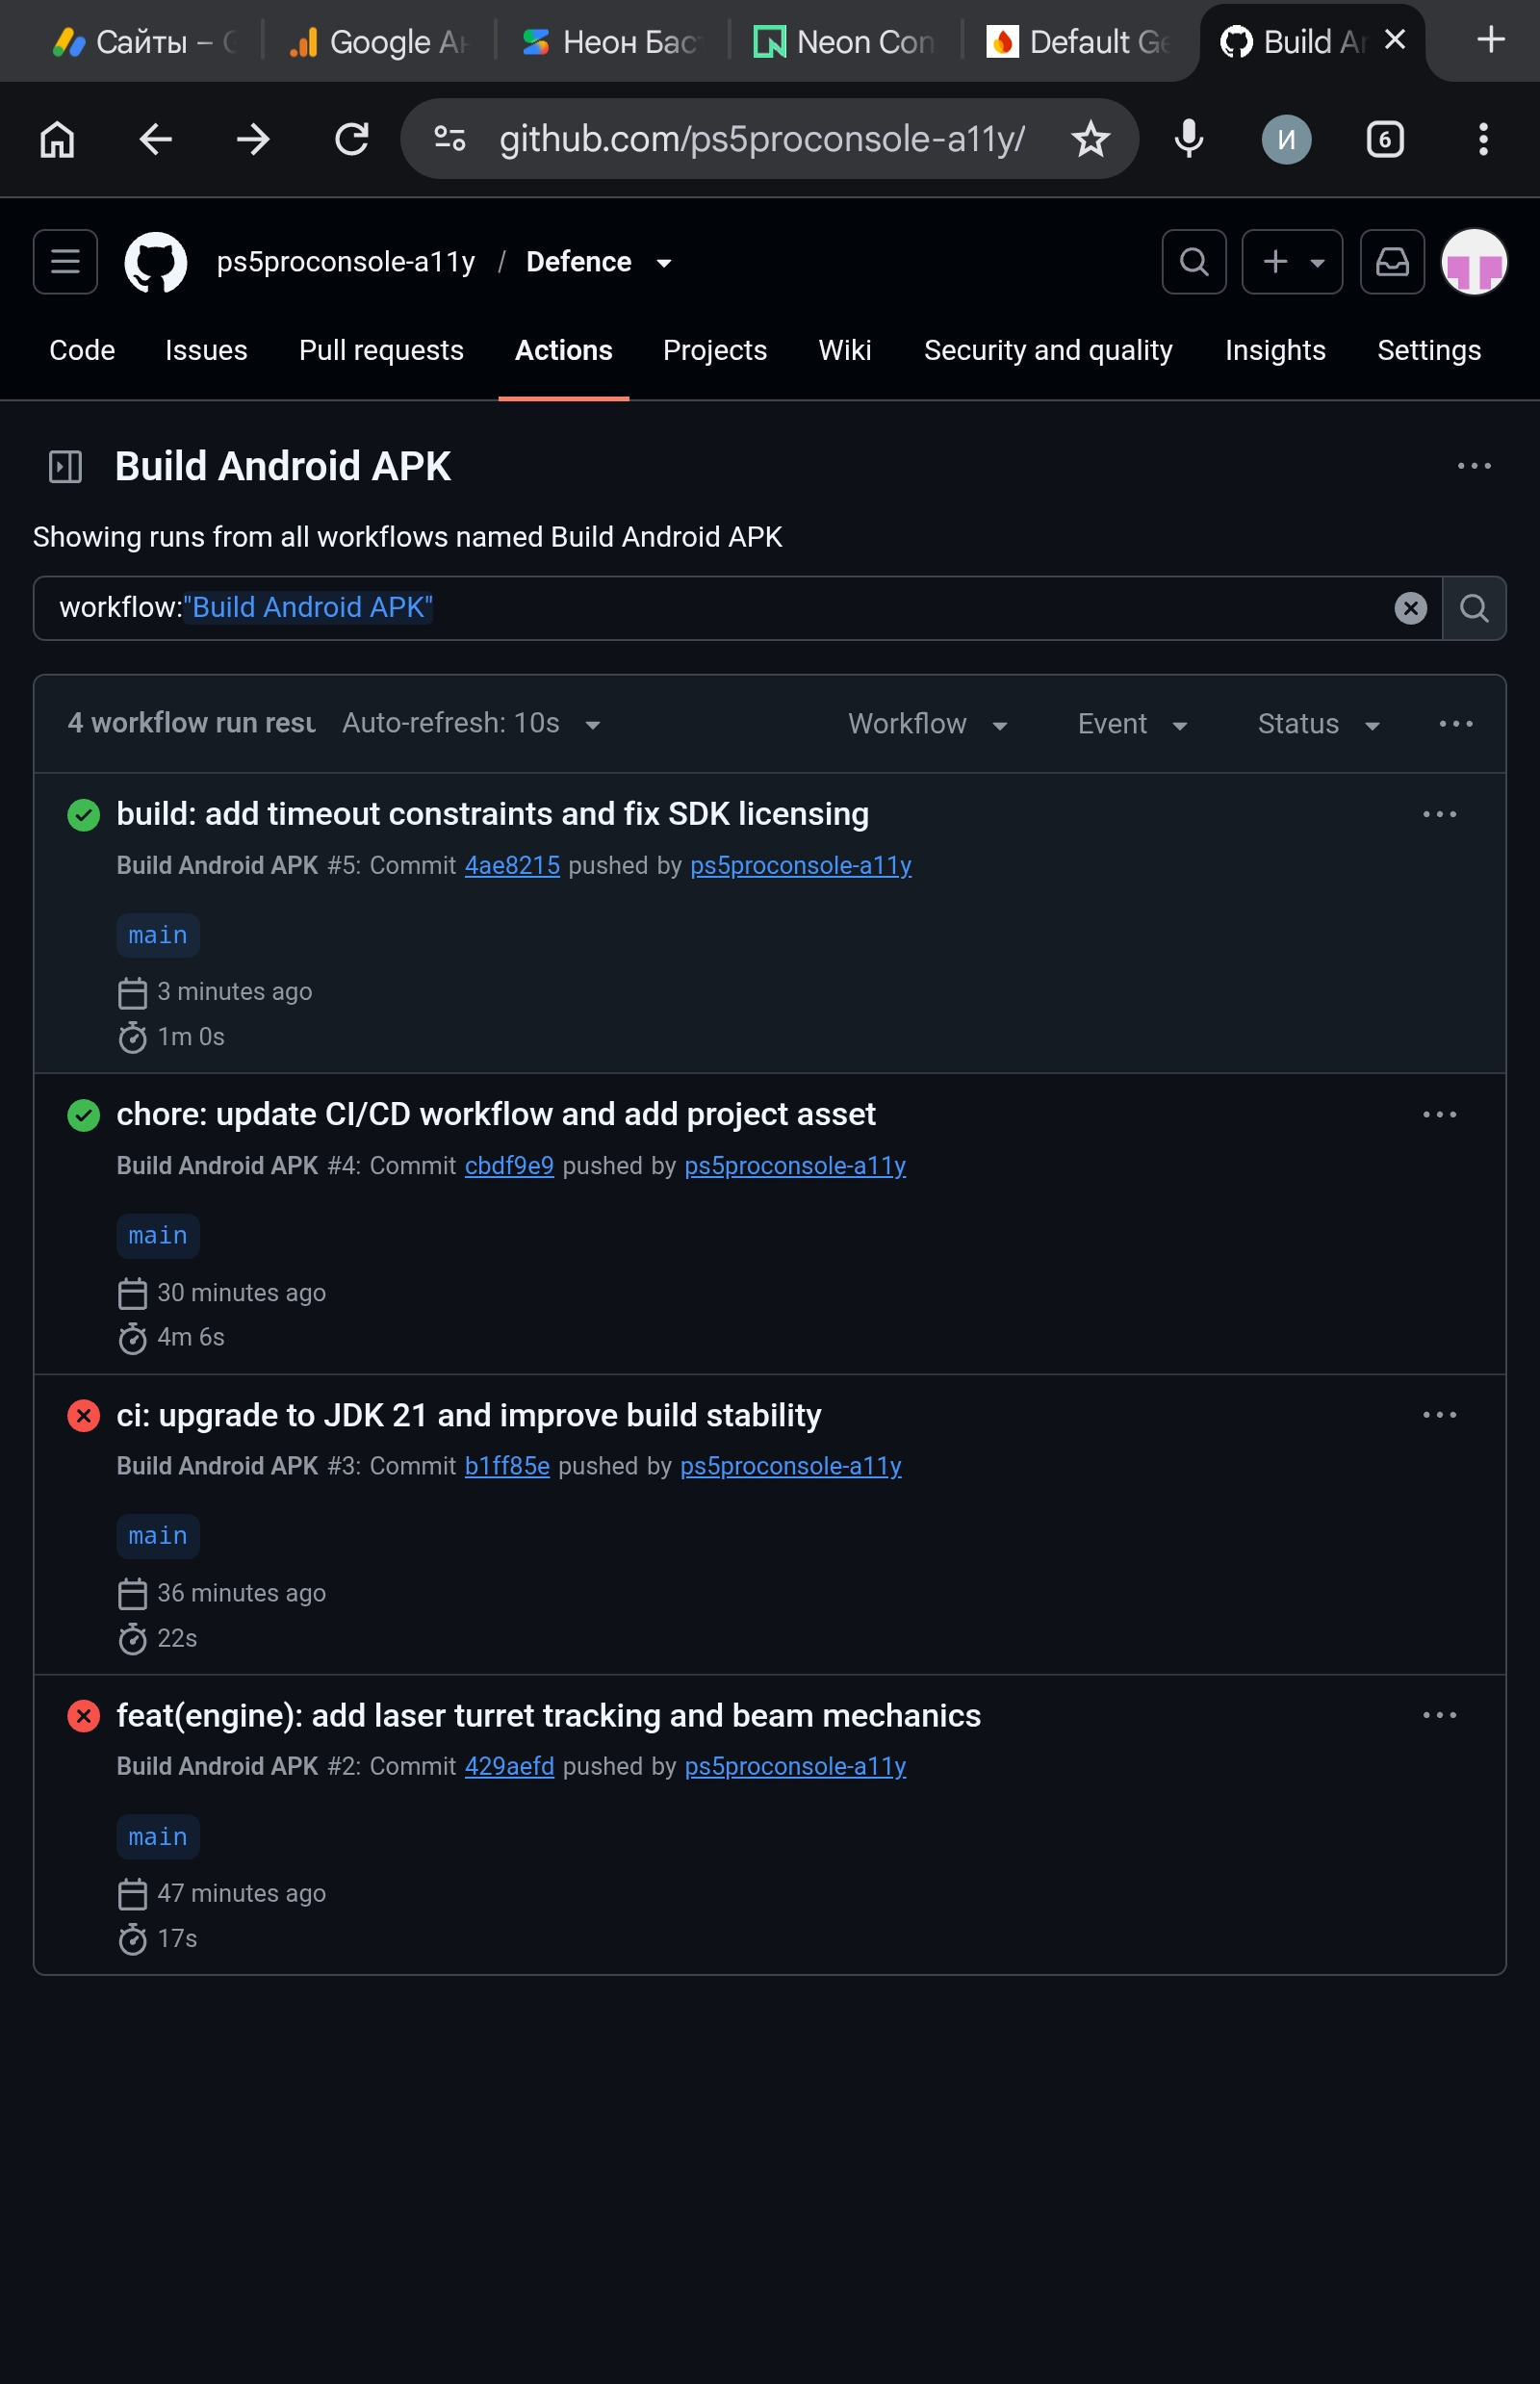 Сайты –
Google Ан
Неон Бас
Neon Con
Default Ge
Build Ar
github.com/ps5proconsole-a11y/
И
6
ps5proconsole-a11y / Defence
Code Issues Pull requests Actions Projects Wiki Security and quality Insights Settings
Build Android APK
Showing runs from all workflows named Build Android APK
workflow:"Build Android APK"
4 workflow run resu Auto-refresh: 10s Workflow Event Status
build: add timeout constraints and fix SDK licensing
Build Android APK #5: Commit 4ae8215 pushed by ps5proconsole-a11y
main
3 minutes ago
1m 0s
chore: update CI/CD workflow and add project asset
Build Android APK #4: Commit cbdf9e9 pushed by ps5proconsole-a11y
main
30 minutes ago
4m 6s
ci: upgrade to JDK 21 and improve build stability
Build Android APK #3: Commit b1ff85e pushed by ps5proconsole-a11y
main
36 minutes ago
22s
feat(engine): add laser turret tracking and beam mechanics
Build Android APK #2: Commit 429aefd pushed by ps5proconsole-a11y
main
47 minutes ago
17s